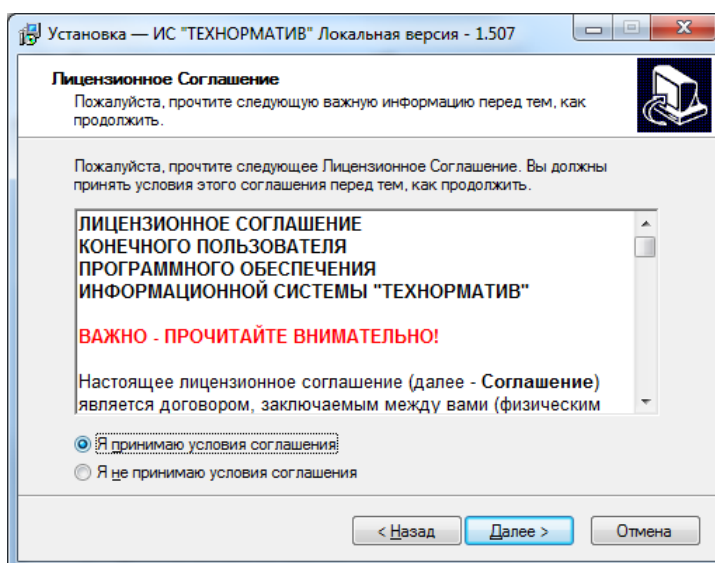 Установка — ИС "ТЕХНОРМАТИВ" Локальная версия - 1.507
Лицензионное Соглашение
Пожалуйста, прочтите следующую важную информацию перед тем, как
продолжить.
Пожалуйста, прочтите следующее Лицензионное Соглашение. Вы должны
принять условия этого соглашения перед тем, как продолжить.
ЛИЦЕНЗИОННОЕ СОГЛАШЕНИЕ
КОНЕЧНОГО ПОЛЬЗОВАТЕЛЯ
ПРОГРАММНОГО ОБЕСПЕЧЕНИЯ
ИНФОРМАЦИОННОЙ СИСТЕМЫ "ТЕХНОРМАТИВ"
ВАЖНО - ПРОЧИТАЙТЕ ВНИМАТЕЛЬНО!
Настоящее лицензионное соглашение (далее - Соглашение)
является договором, заключаемым между вами (физическим
Я принимаю условия соглашения
Я не принимаю условия соглашения
< Назад Далее > Отмена